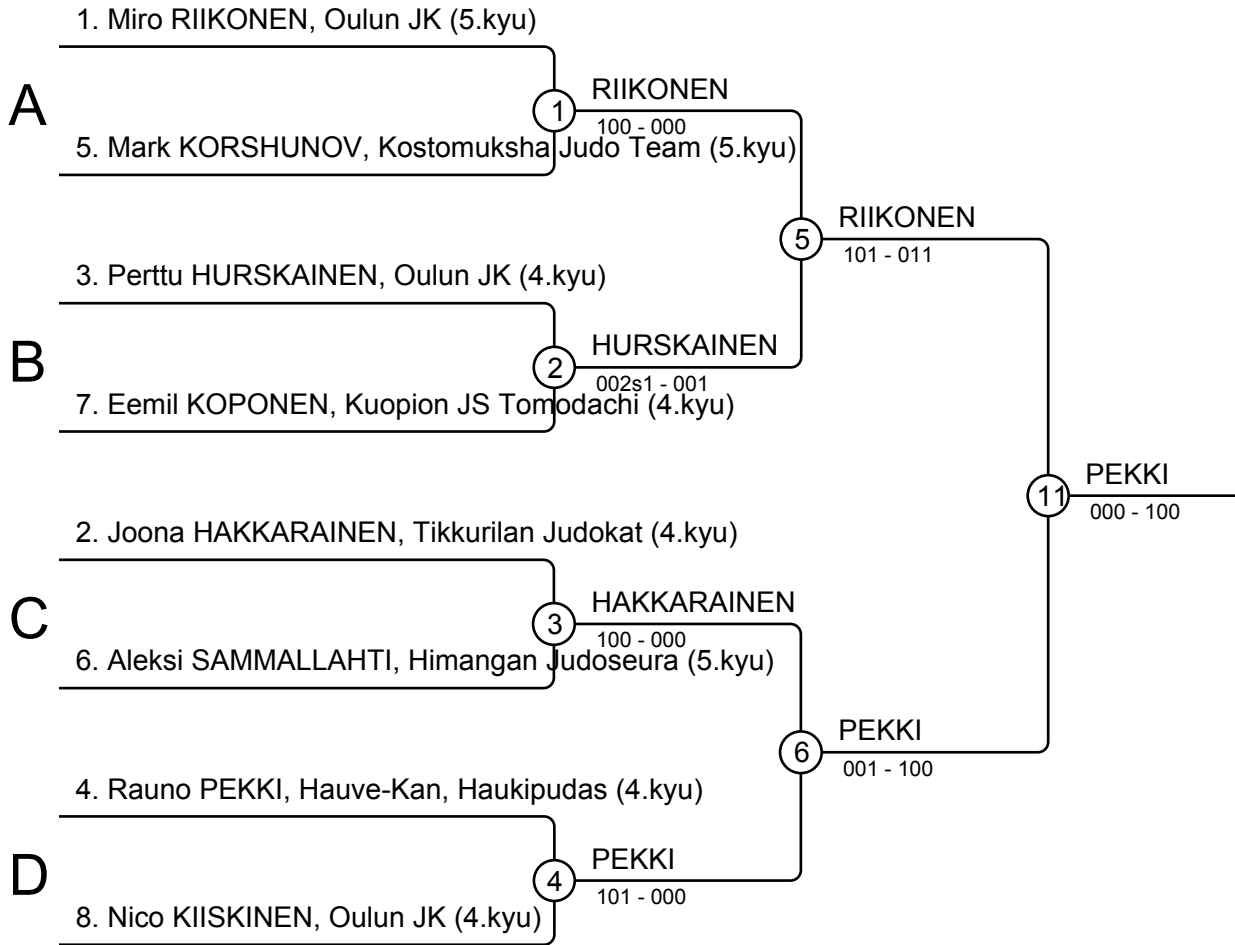 1. Miro RIIKONEN, Oulun JK (5.kyu)
A
1
RIIKONEN
100 - 000
5. Mark KORSHUNOV, Kostomuksha Judo Team (5.kyu)
5
RIIKONEN
101 - 011
3. Perttu HURSKAINEN, Oulun JK (4.kyu)
B
2
HURSKAINEN
002s1 - 001
7. Eemil KOPONEN, Kuopion JS Tomodachi (4.kyu)
11
PEKKI
000 - 100
2. Joona HAKKARAINEN, Tikkurilan Judokat (4.kyu)
C
3
HAKKARAINEN
100 - 000
6. Aleksi SAMMALLAHTI, Himangan Judoseura (5.kyu)
6
PEKKI
001 - 100
4. Rauno PEKKI, Hauve-Kan, Haukipudas (4.kyu)
D
4
PEKKI
101 - 000
8. Nico KIISKINEN, Oulun JK (4.kyu)